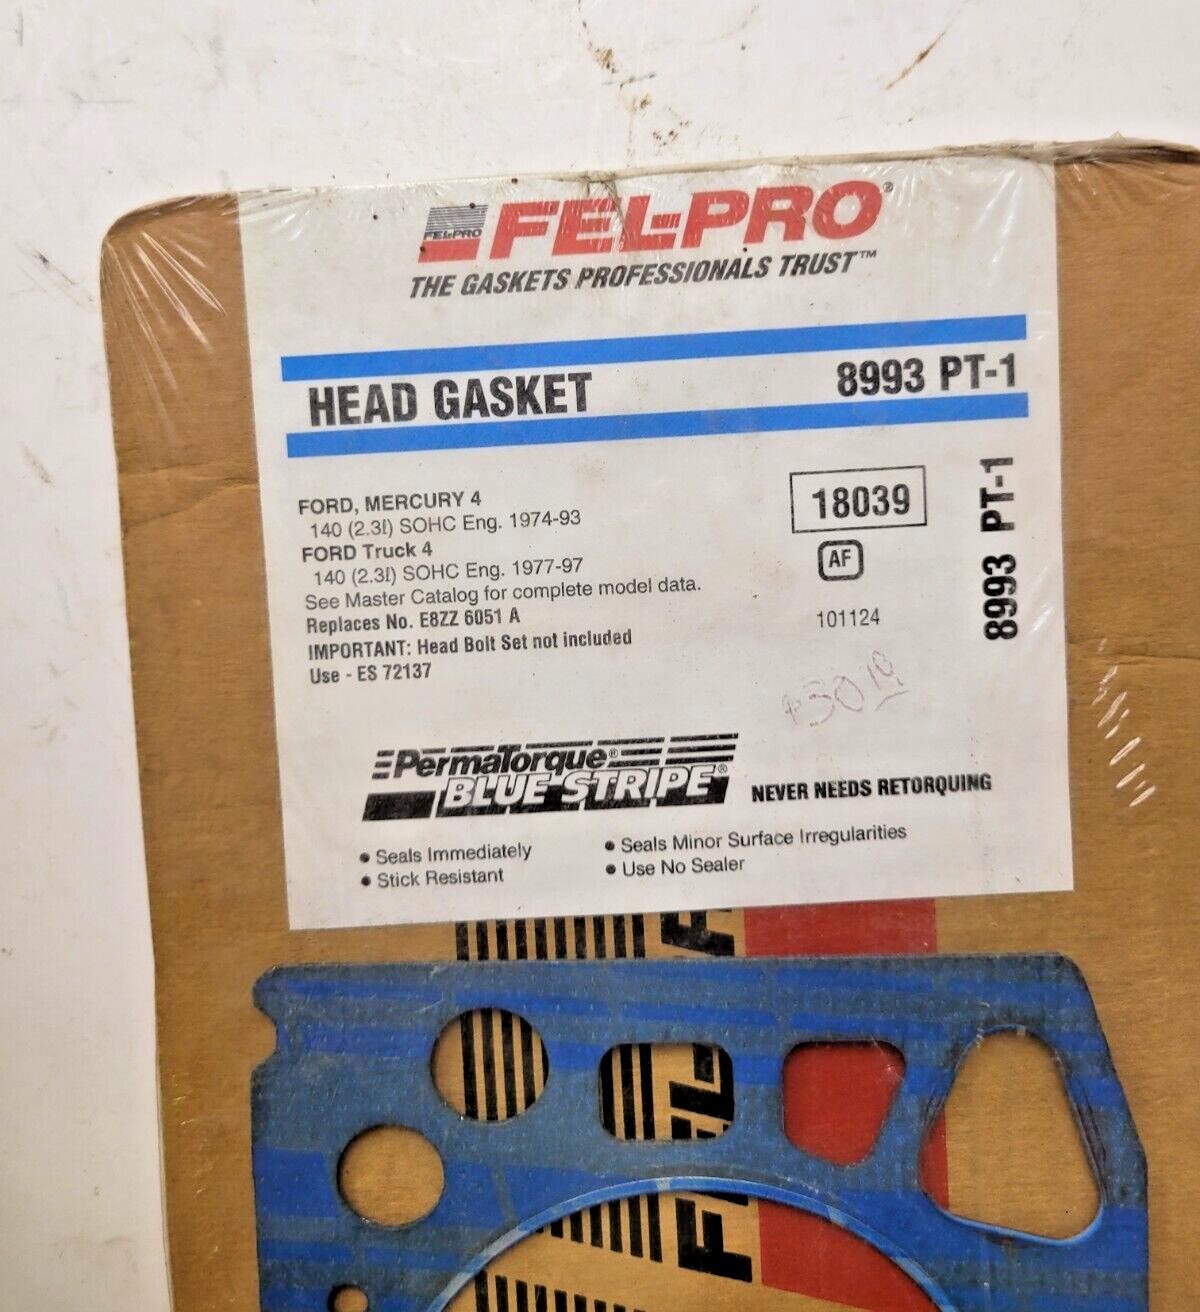 FEL-PRO FEL-PRO®
THE GASKETS PROFESSIONALS TRUST™
HEAD GASKET 8993 PT-1
FORD, MERCURY 4
140 (2.3l) SOHC Eng. 1974-93
FORD Truck 4
140 (2.3l) SOHC Eng. 1977-97
See Master Catalog for complete model data.
Replaces No. E8ZZ 6051 A
IMPORTANT: Head Bolt Set not included
Use - ES 72137
18039
AF
101124
8993 PT-1
PermaTorque®
BLUE STRIPE®
NEVER NEEDS RETORQUING
• Seals Immediately
• Stick Resistant
• Seals Minor Surface Irregularities
• Use No Sealer